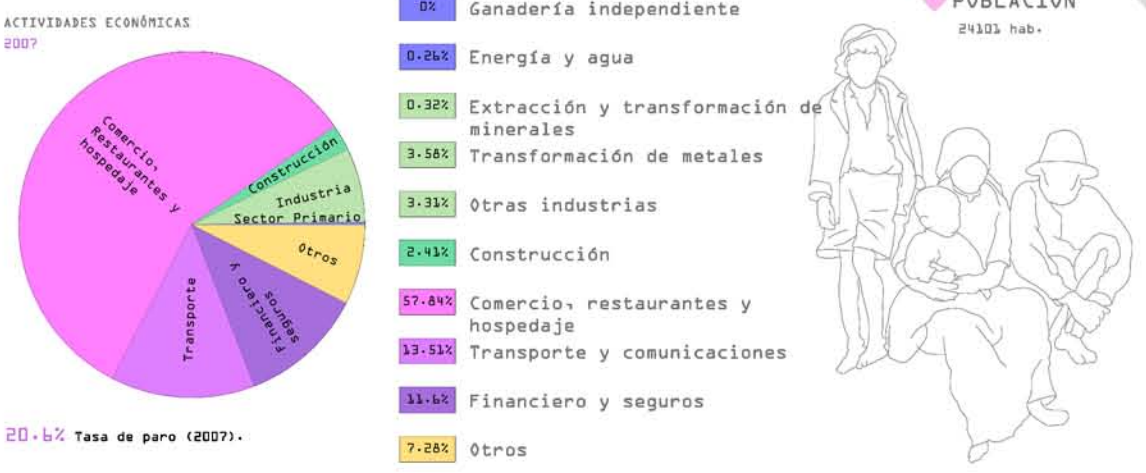 ACTIVIDADES ECONÓMICAS
2007
Comercio,
Restaurantes y
hospedaje
Construcción
Industria
Sector Primario
Otros
Financiero y
seguros
Transporte
20.6% Tasa de paro (2007).
0% Ganadería independiente
0.26% Energía y agua
0.32% Extracción y transformación de
minerales
3.58% Transformación de metales
3.31% Otras industrias
2.41% Construcción
57.84% Comercio, restaurantes y
hospedaje
13.51% Transporte y comunicaciones
11.6% Financiero y seguros
7.28% Otros
POBLACIÓN
24101 hab.